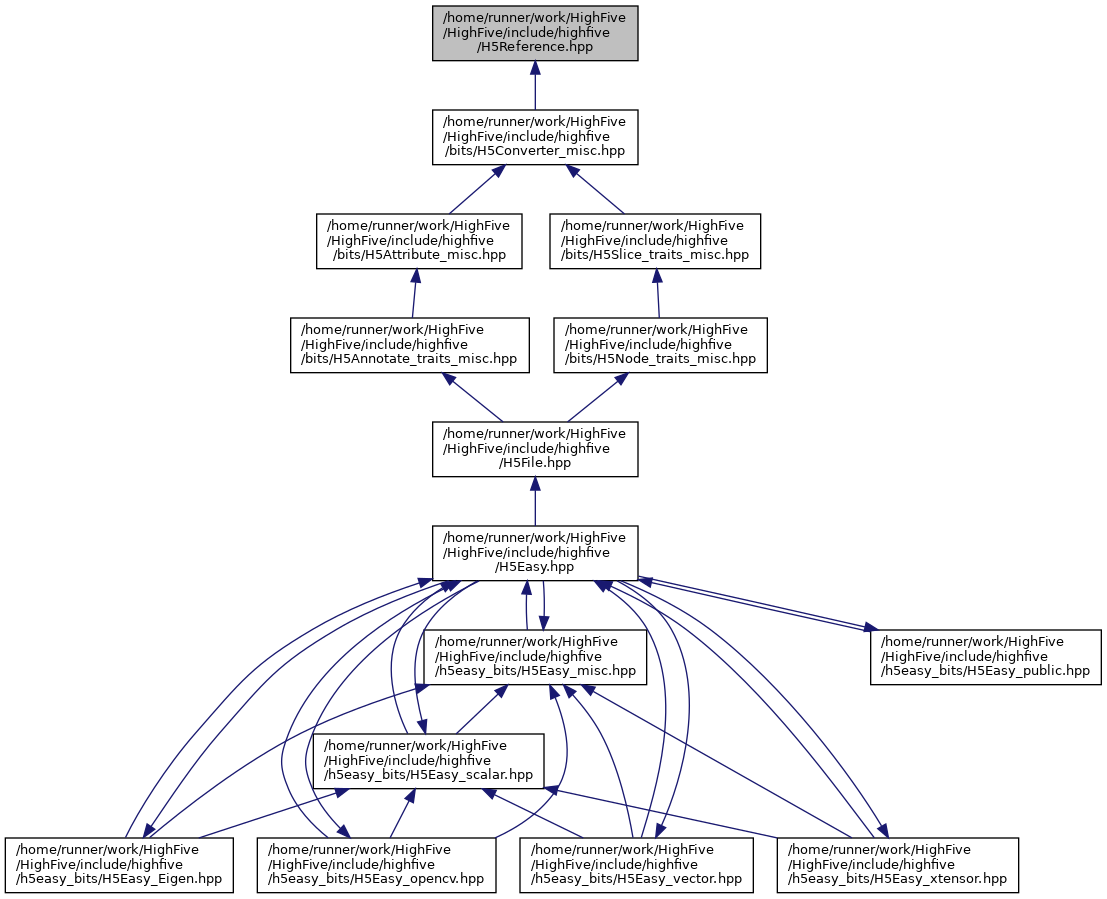 /home/runner/work/HighFive
/HighFive/include/highfive
/H5Reference.hpp
/home/runner/work/HighFive
/HighFive/include/highfive
/bits/H5Converter_misc.hpp
/home/runner/work/HighFive
/HighFive/include/highfive
/bits/H5Attribute_misc.hpp
/home/runner/work/HighFive
/HighFive/include/highfive
/bits/H5Slice_traits_misc.hpp
/home/runner/work/HighFive
/HighFive/include/highfive
/bits/H5Annotate_traits_misc.hpp
/home/runner/work/HighFive
/HighFive/include/highfive
/bits/H5Node_traits_misc.hpp
/home/runner/work/HighFive
/HighFive/include/highfive
/H5File.hpp
/home/runner/work/HighFive
/HighFive/include/highfive
/H5Easy.hpp
/home/runner/work/HighFive
/HighFive/include/highfive
/h5easy_bits/H5Easy_misc.hpp
/home/runner/work/HighFive
/HighFive/include/highfive
/h5easy_bits/H5Easy_public.hpp
/home/runner/work/HighFive
/HighFive/include/highfive
/h5easy_bits/H5Easy_scalar.hpp
/home/runner/work/HighFive
/HighFive/include/highfive
/h5easy_bits/H5Easy_Eigen.hpp
/home/runner/work/HighFive
/HighFive/include/highfive
/h5easy_bits/H5Easy_opencv.hpp
/home/runner/work/HighFive
/HighFive/include/highfive
/h5easy_bits/H5Easy_vector.hpp
/home/runner/work/HighFive
/HighFive/include/highfive
/h5easy_bits/H5Easy_xtensor.hpp